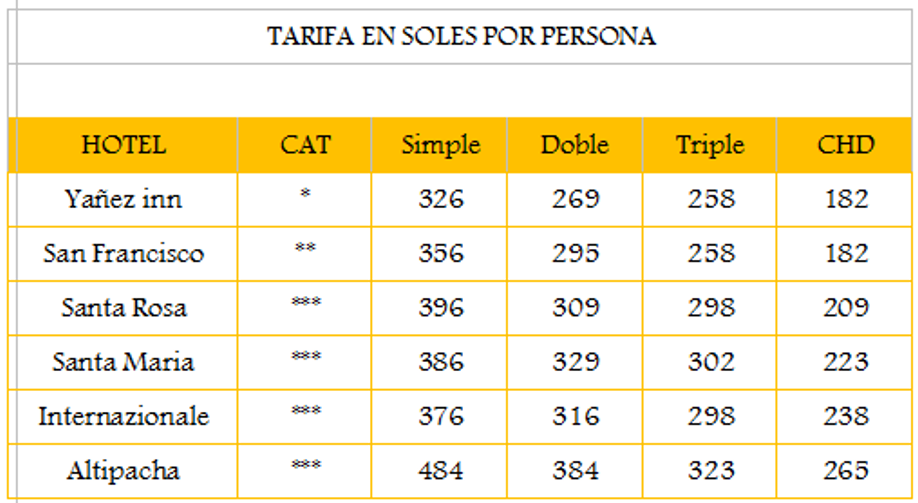 TARIFA EN SOLES POR PERSONA
HOTEL CAT Simple Doble Triple CHD
Yañez inn * 326 269 258 182
San Francisco ** 356 295 258 182
Santa Rosa *** 396 309 298 209
Santa Maria *** 386 329 302 223
Internazionale *** 376 316 298 238
Altipacha *** 484 384 323 265